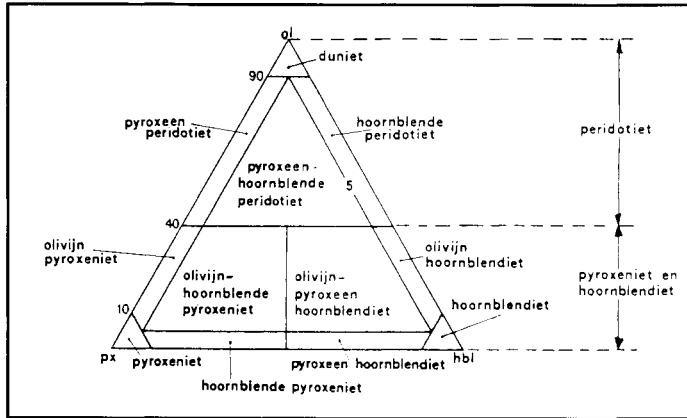 ol
duniet
90
pyroxeen
peridotiet
hoornblende
peridotiet
peridotiet
pyroxeen-
hoornblende
peridotiet
5
40
olivijn
pyroxeniet
olivijn
hoornblendiet
olivijn-
hoornblende
pyroxeniet
olivijn-
pyroxeen
hoornblendiet
pyroxeniet en
hoornblendiet
10
hoornblendiet
px
pyroxeniet
pyroxeen hoornblendiet
hbl
hoornblende pyroxeniet